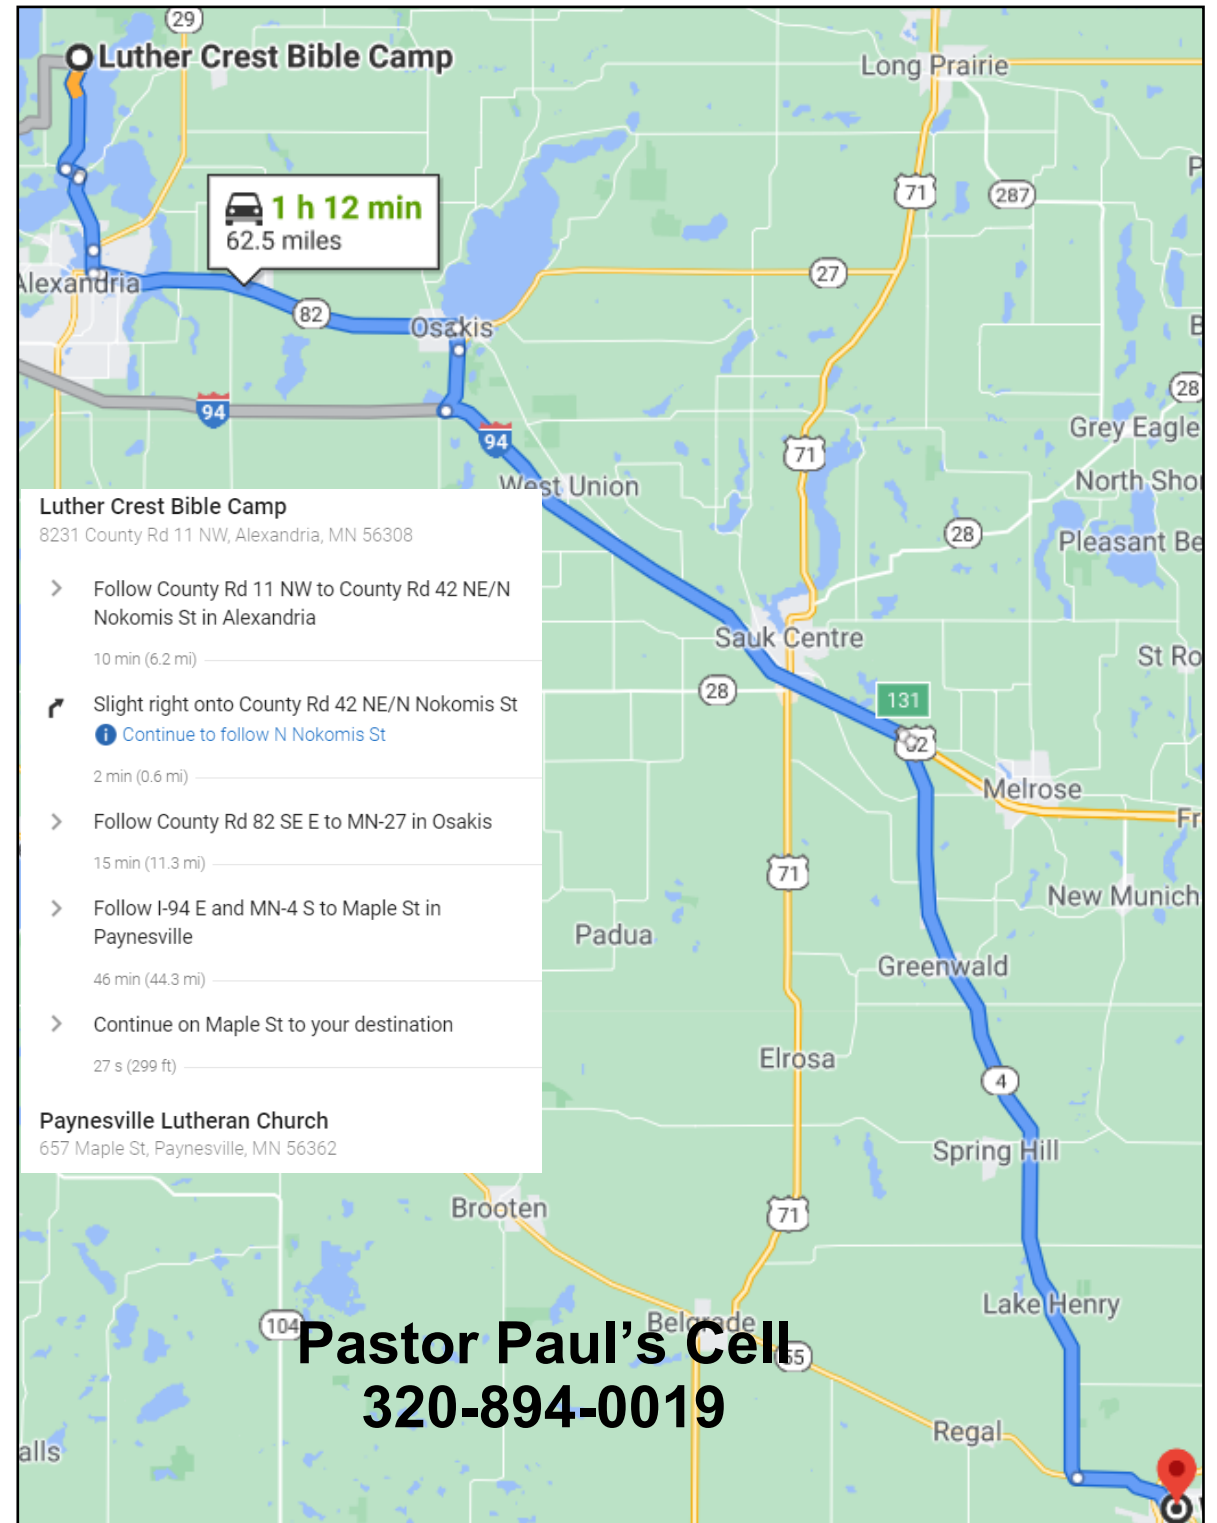 29
Luther Crest Bible Camp
Long Prairie
71
287
1 h 12 min
62.5 miles
27
Alexandria
82
Osakis
28
94
94
Grey Eagle
71
West Union
North Shor
28
Pleasant Be
Luther Crest Bible Camp
8231 County Rd 11 NW, Alexandria, MN 56308
Follow County Rd 11 NW to County Rd 42 NE/N
Nokomis St in Alexandria
10 min (6.2 mi)
Slight right onto County Rd 42 NE/N Nokomis St
Continue to follow N Nokomis St
2 min (0.6 mi)
Follow County Rd 82 SE E to MN-27 in Osakis
15 min (11.3 mi)
Follow I-94 E and MN-4 S to Maple St in
Paynesville
46 min (44.3 mi)
Continue on Maple St to your destination
27 s (299 ft)
Paynesville Lutheran Church
657 Maple St, Paynesville, MN 56362
Sauk Centre
St Ro
28
131
Melrose
Fr
71
New Munich
Padua
Greenwald
Elrosa
4
Spring Hill
Brooten
71
Lake Henry
104
Belgrade
55
Pastor Paul’s Cell
320-894-0019
Regal
alls